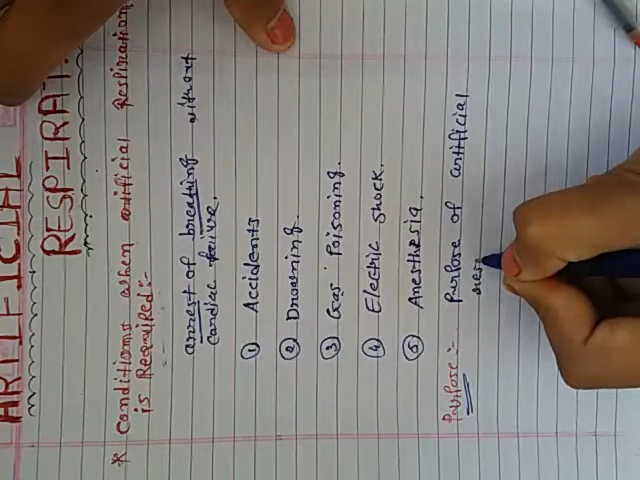 ARTIFICIAL
RESPIRAT
* Conditions when artificial Respiration
is Required:-
arrest of breathing without
cardiac failure.
① Accidents
② Drowning.
③ Gas Poisoning.
④ Electric shock.
⑤ Anesthesia.
Purpose:- Purpose of artificial